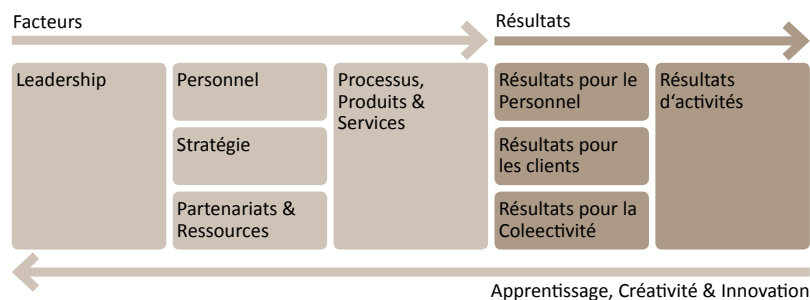 Facteurs
Résultats
Leadership
Personnel
Stratégie
Partenariats &
Ressources
Processus,
Produits &
Services
Résultats pour le
Personnel
Résultats pour
les clients
Résultats pour la
Coleectivité
Résultats
d‘activités
Apprentissage, Créativité & Innovation